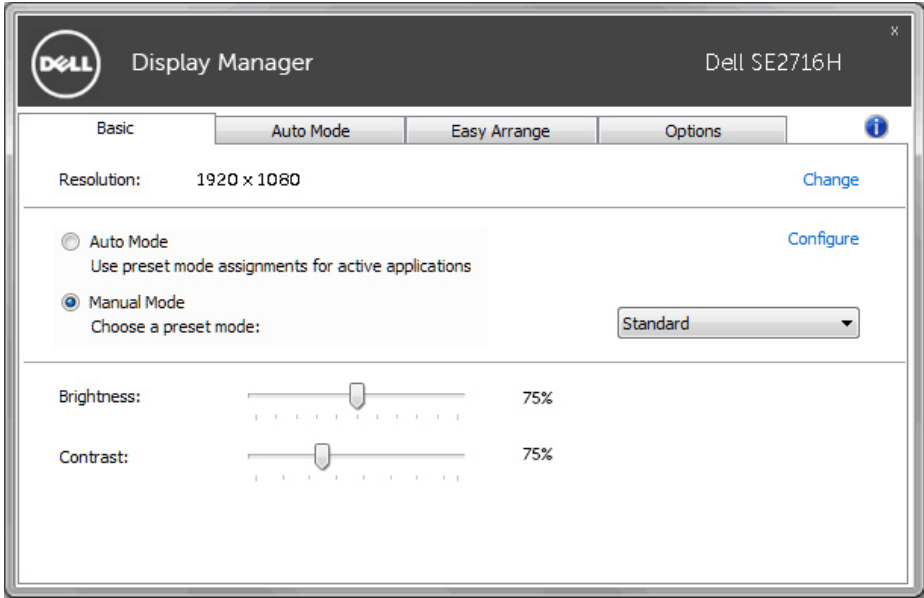 DELL Display Manager Dell SE2716H x
Basic Auto Mode Easy Arrange Options i
Resolution: 1920 x 1080 Change
Auto Mode Configure
Use preset mode assignments for active applications
Manual Mode
Choose a preset mode: Standard
Brightness: 75%
Contrast: 75%